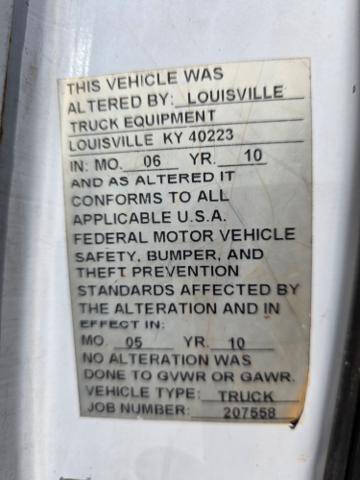 THIS VEHICLE WAS
ALTERED BY: LOUISVILLE
TRUCK EQUIPMENT
LOUISVILLE KY 40223
IN: MO. 06 YR. 10
AND AS ALTERED IT
CONFORMS TO ALL
APPLICABLE U.S.A.
FEDERAL MOTOR VEHICLE
SAFETY, BUMPER, AND
THEFT PREVENTION
STANDARDS AFFECTED BY
THE ALTERATION AND IN
EFFECT IN:
MO. 05 YR. 10
NO ALTERATION WAS
DONE TO GVWR OR GAWR.
VEHICLE TYPE: TRUCK
JOB NUMBER: 207558